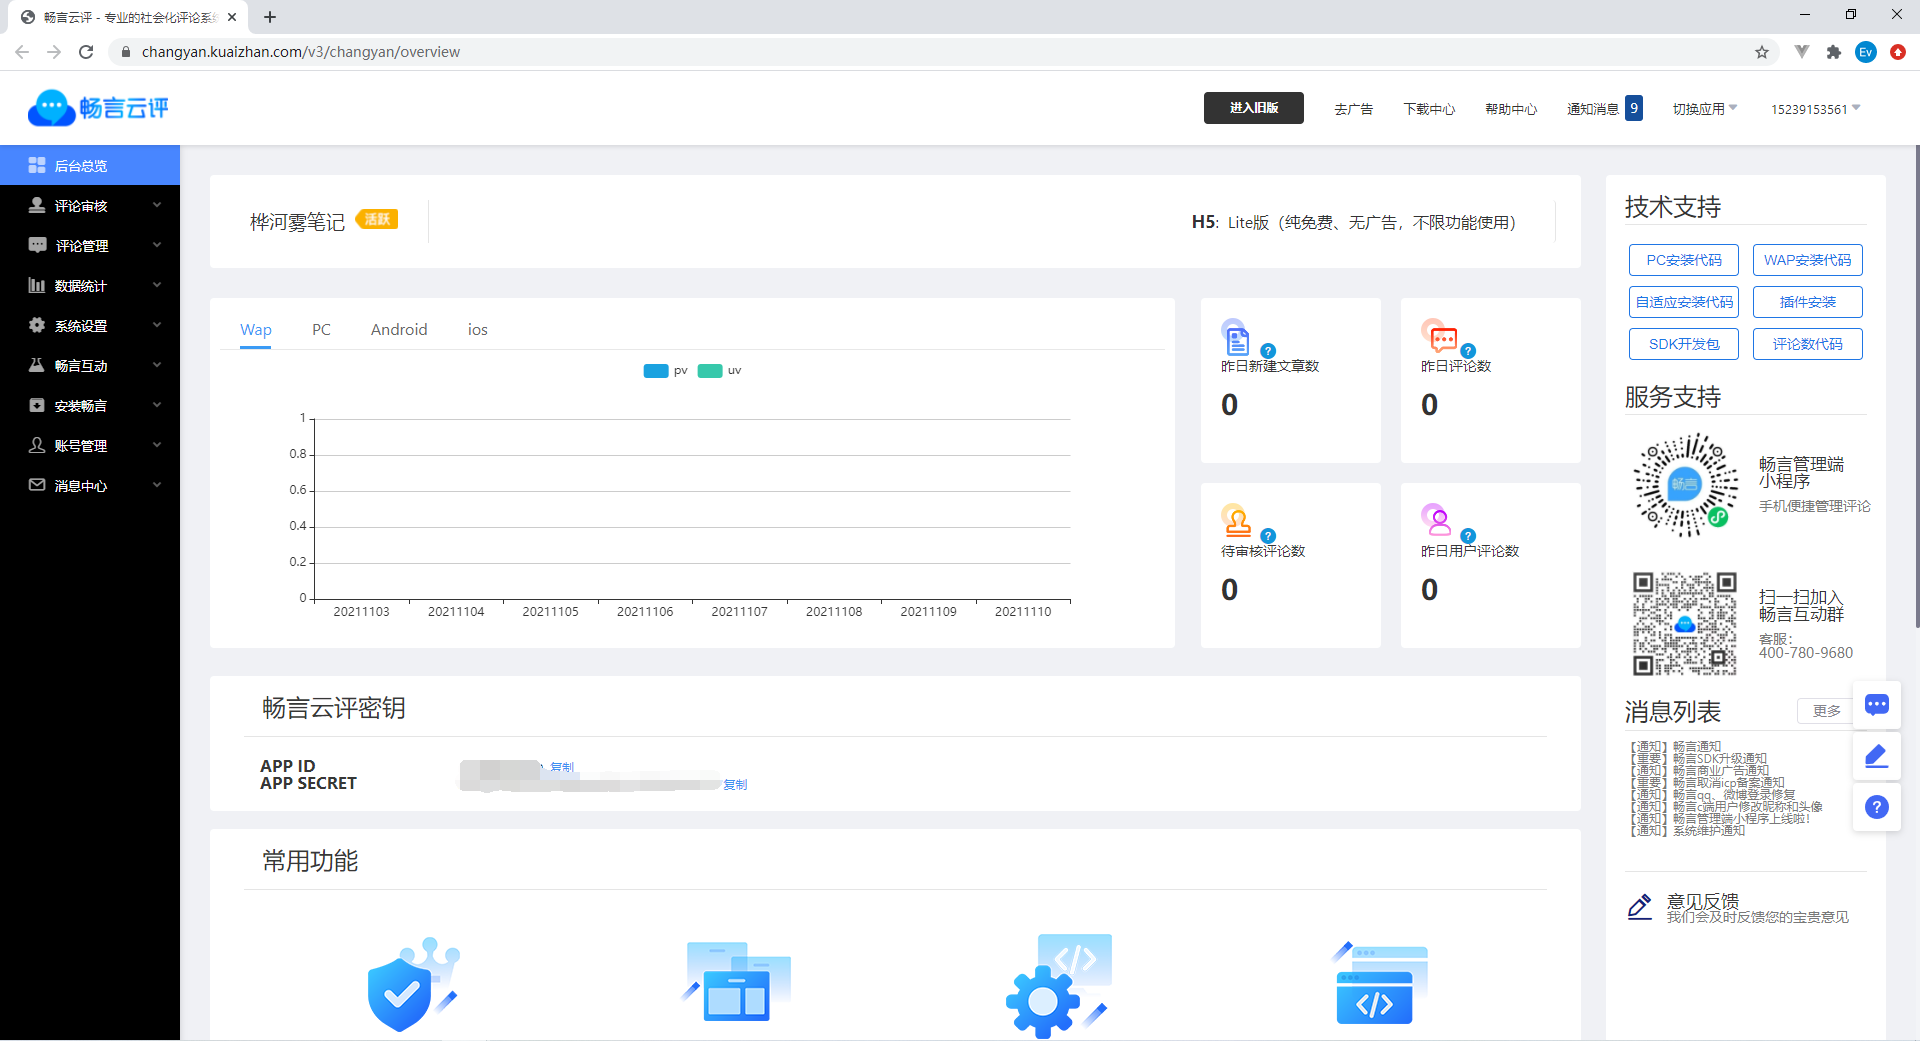 畅言云评 - 专业的社会化评论系统
changyan.kuaizhan.com/v3/changyan/overview
Ev
畅言云评
进入旧版
去广告
下载中心
帮助中心
通知消息 9
切换应用
15239153561
后台总览
评论审核
评论管理
数据统计
系统设置
畅言互动
安装畅言
账号管理
消息中心
桦河雾笔记 活跃
H5: Lite版（纯免费、无广告，不限功能使用）
Wap PC Android ios
pv uv
1
0.8
0.6
0.4
0.2
0
20211103 20211104 20211105 20211106 20211107 20211108 20211109 20211110
昨日新建文章数
0
昨日评论数
0
待审核评论数
0
昨日用户评论数
0
畅言云评密钥
APP ID 复制
APP SECRET 复制
常用功能
技术支持
PC安装代码 WAP安装代码
自适应安装代码 插件安装
SDK开发包 评论数代码
服务支持
畅言
畅言管理端
小程序
手机便捷管理评论
扫一扫加入
畅言互动群
客服：
400-780-9680
消息列表 更多
【通知】畅言通知
【重要】畅言SDK升级通知
【通知】畅言商业广告通知
【重要】畅言取消icp备案通知
【通知】畅言qq、微博登录修复
【通知】畅言c端用户修改昵称和头像
【通知】畅言管理端小程序上线啦！
【通知】系统维护通知
意见反馈
我们会及时反馈您的宝贵意见